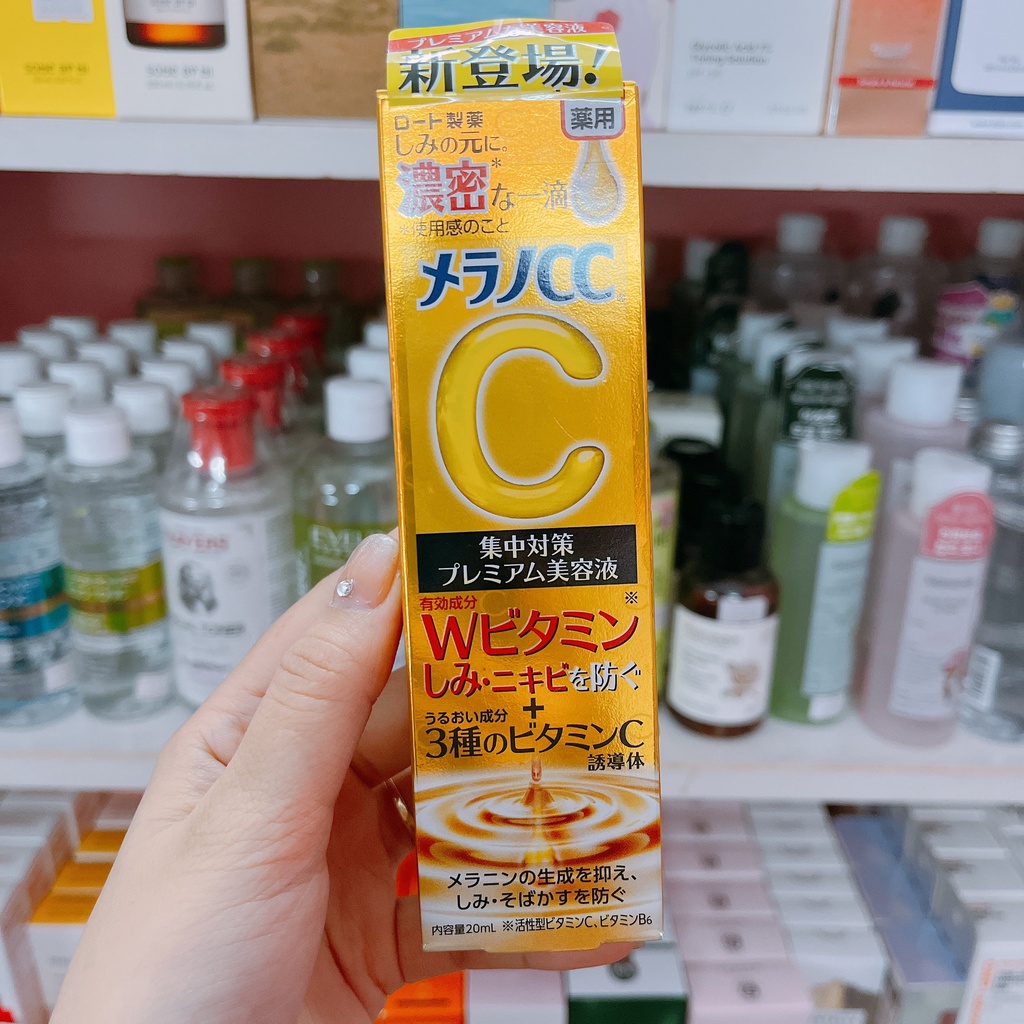 プレミアム美容液
新登場!
ロート製薬
薬用
しみの元に。
濃密*な一滴
*使用感のこと
メラノCC
C
集中対策
プレミアム美容液
有効成分
Wビタミン※
しみ・ニキビを防ぐ
+
うるおい成分
3種のビタミンC
誘導体
メラニンの生成を抑え、
しみ・そばかすを防ぐ
内容量20mL ※活性型ビタミンC、ビタミンB6